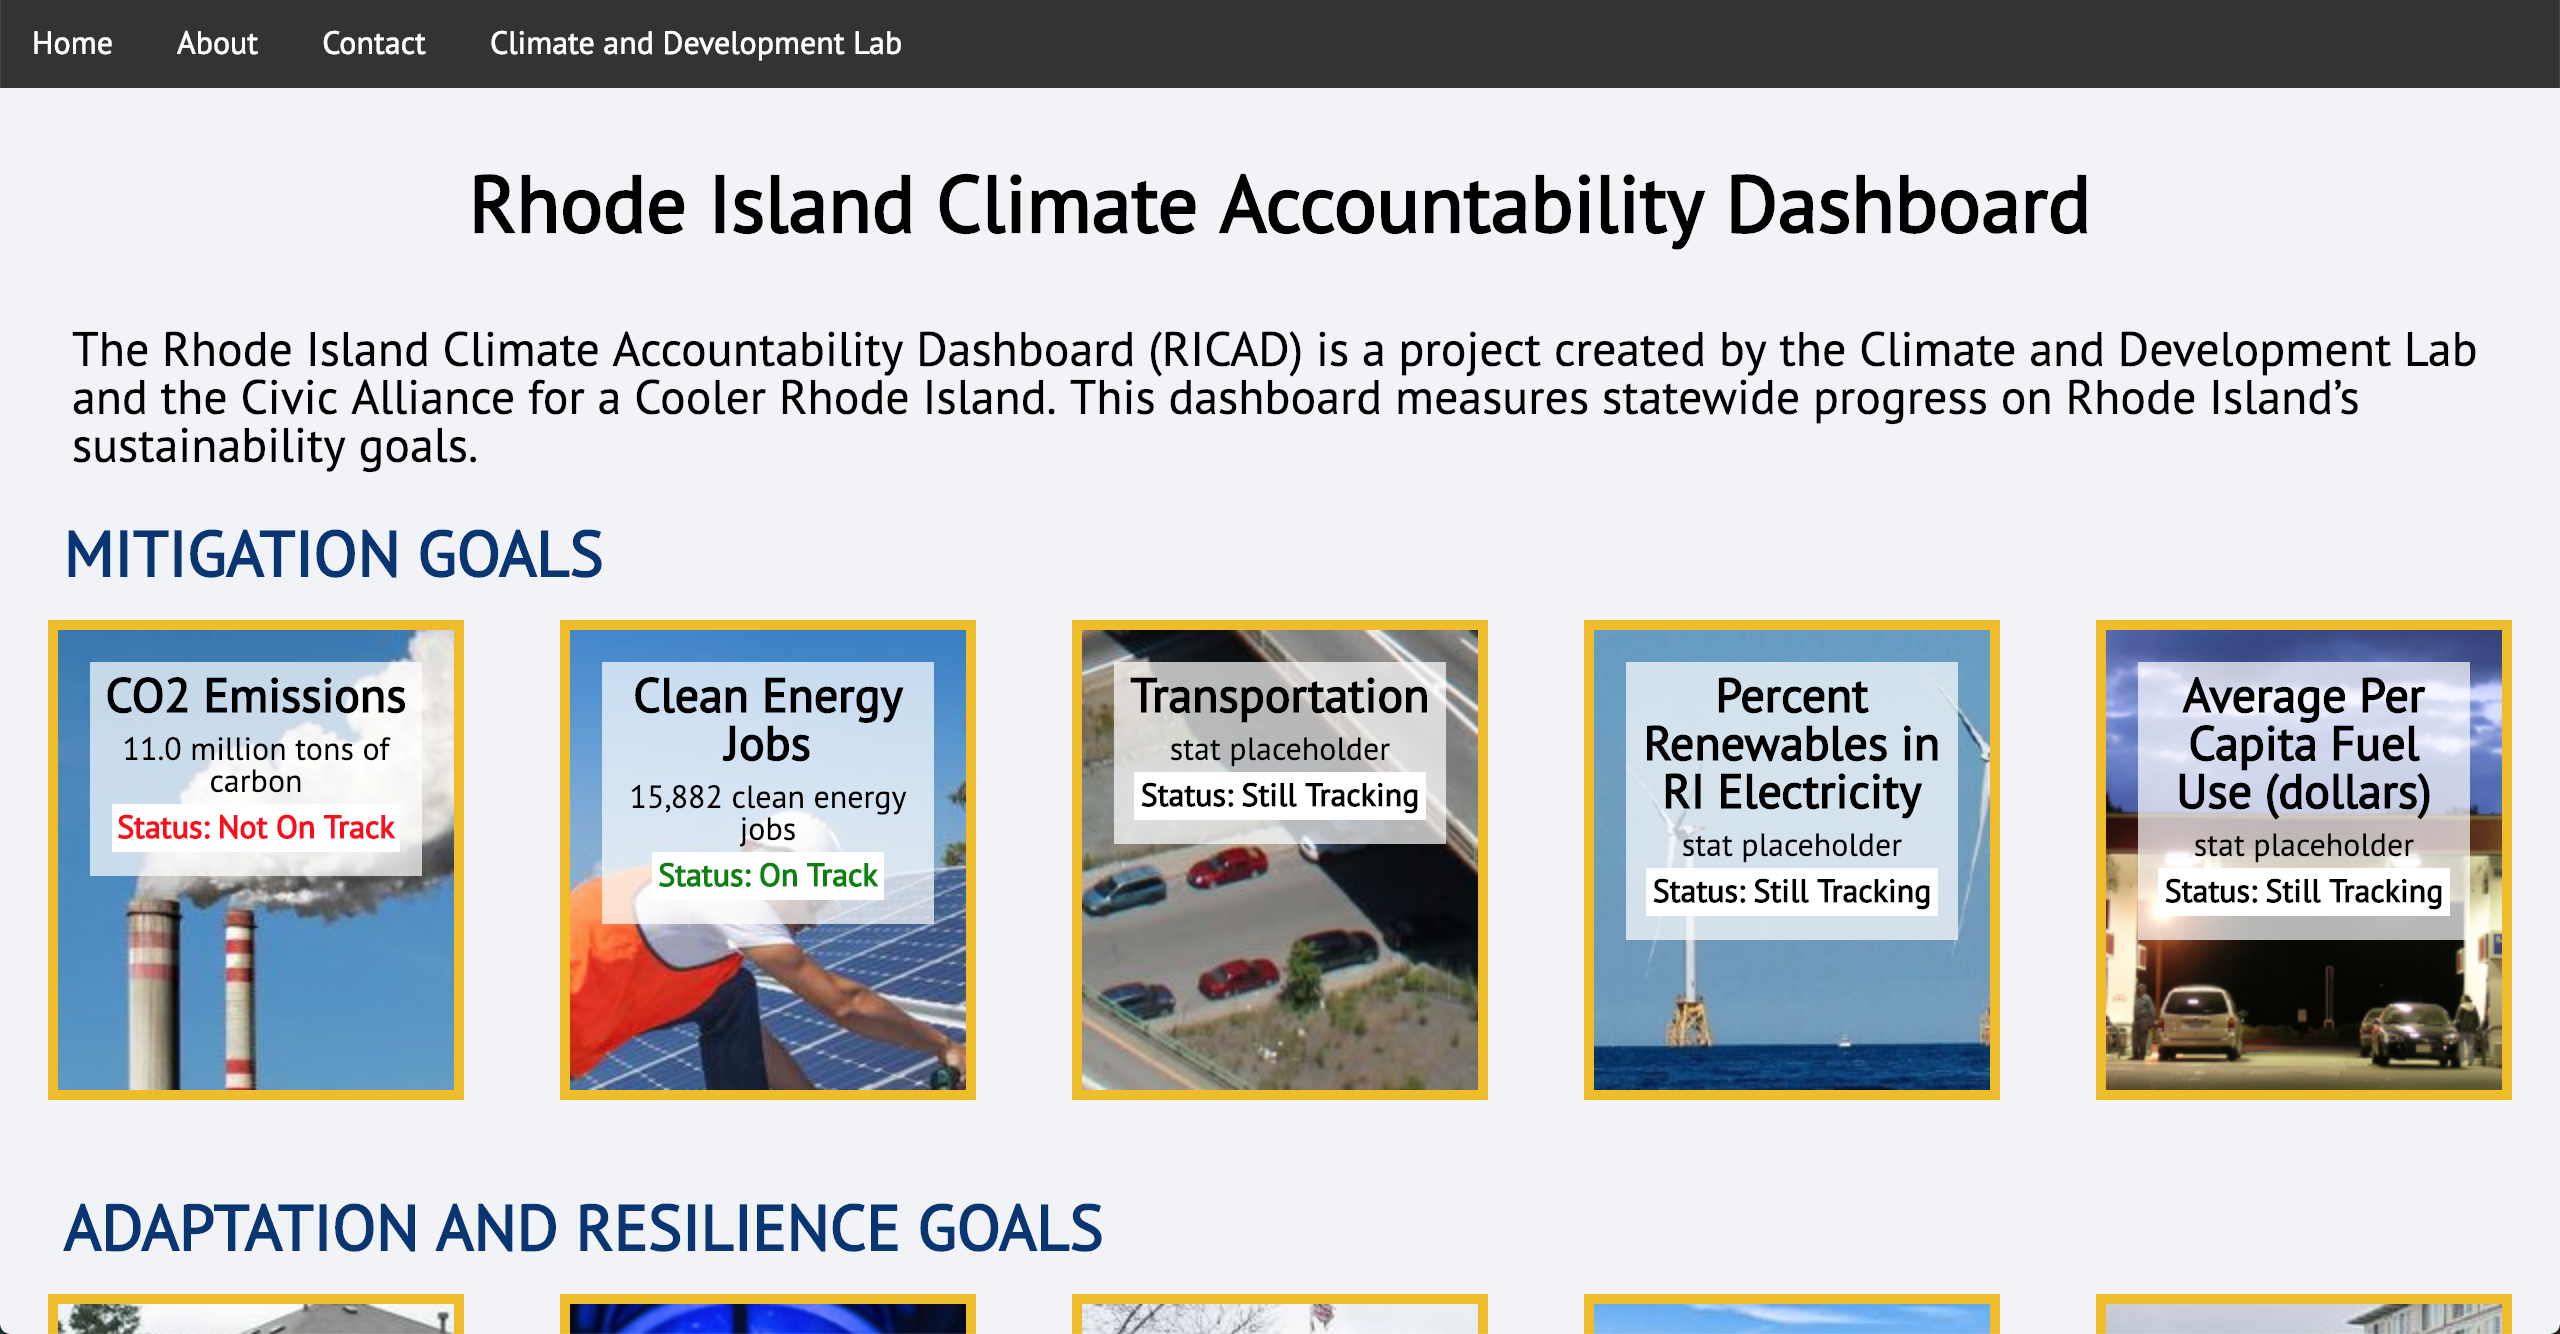 Home About Contact Climate and Development Lab
Rhode Island Climate Accountability Dashboard
The Rhode Island Climate Accountability Dashboard (RICAD) is a project created by the Climate and Development Lab
and the Civic Alliance for a Cooler Rhode Island. This dashboard measures statewide progress on Rhode Island’s
sustainability goals.
MITIGATION GOALS
CO2 Emissions
11.0 million tons of
carbon
Status: Not On Track
Clean Energy
Jobs
15,882 clean energy
jobs
Status: On Track
Transportation
stat placeholder
Status: Still Tracking
Percent
Renewables in
RI Electricity
stat placeholder
Status: Still Tracking
Average Per
Capita Fuel
Use (dollars)
stat placeholder
Status: Still Tracking
ADAPTATION AND RESILIENCE GOALS